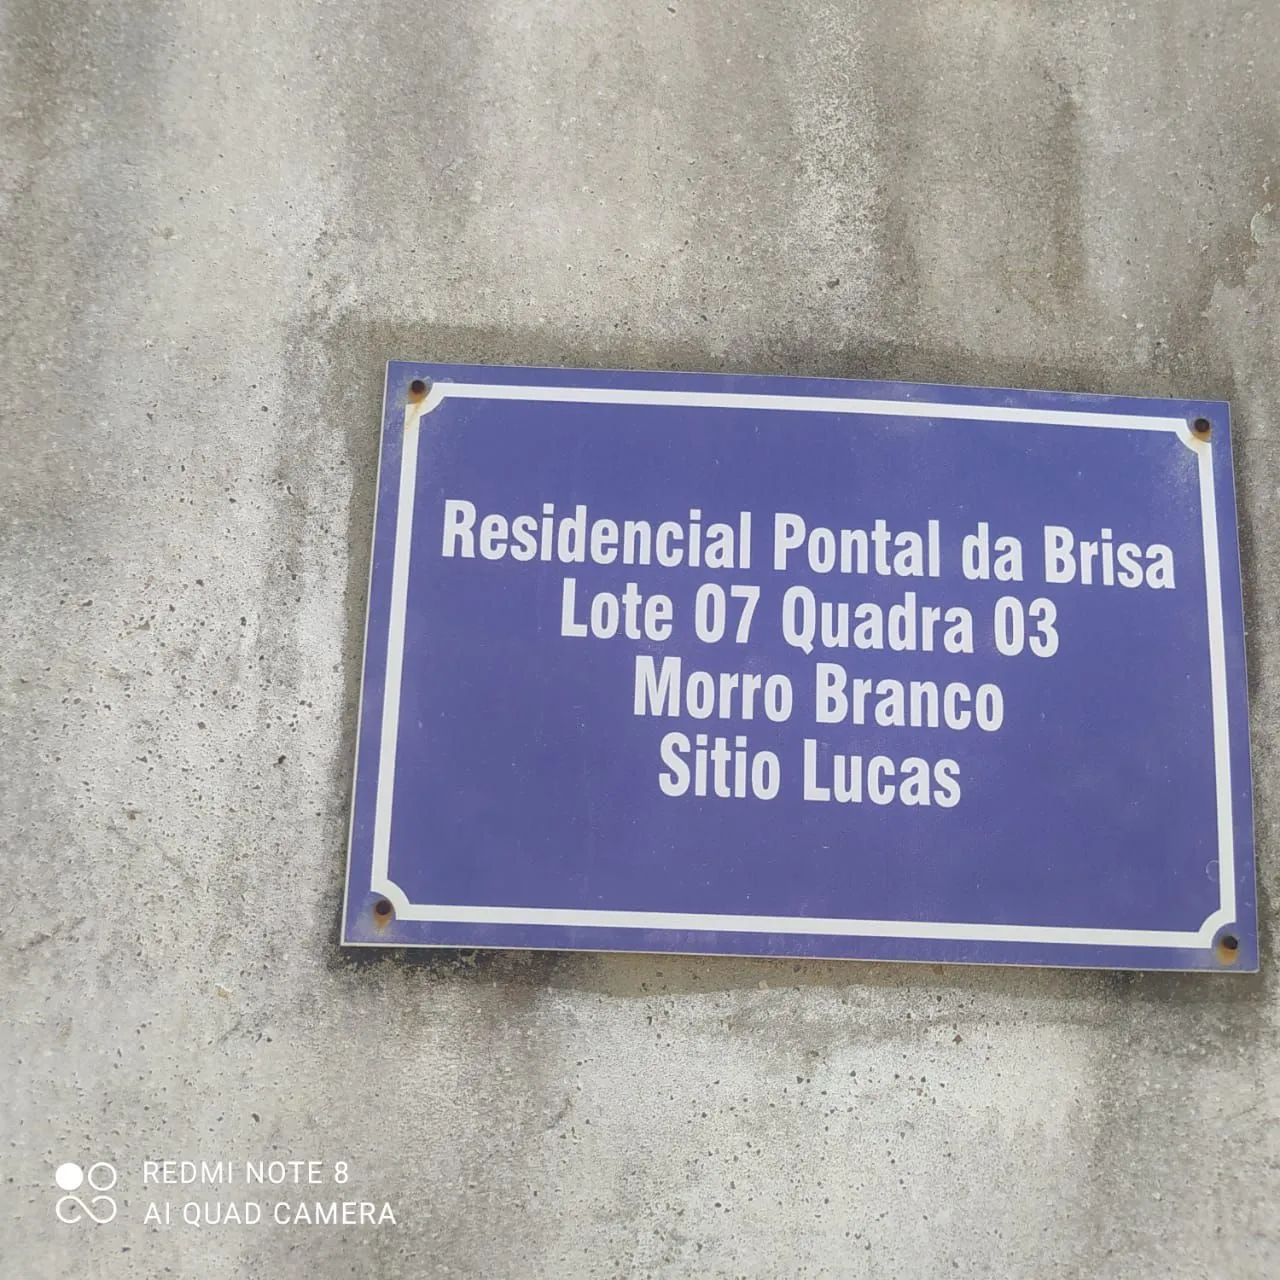 Residencial Pontal da Brisa
Lote 07 Quadra 03
Morro Branco
Sitio Lucas
REDMI NOTE 8
AI QUAD CAMERA